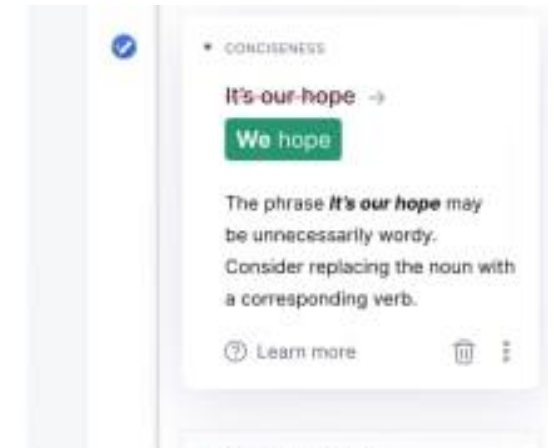 CONCISENESS
It's our hope →
We hope
The phrase It's our hope may
be unnecessarily wordy.
Consider replacing the noun with
a corresponding verb.
Learn more